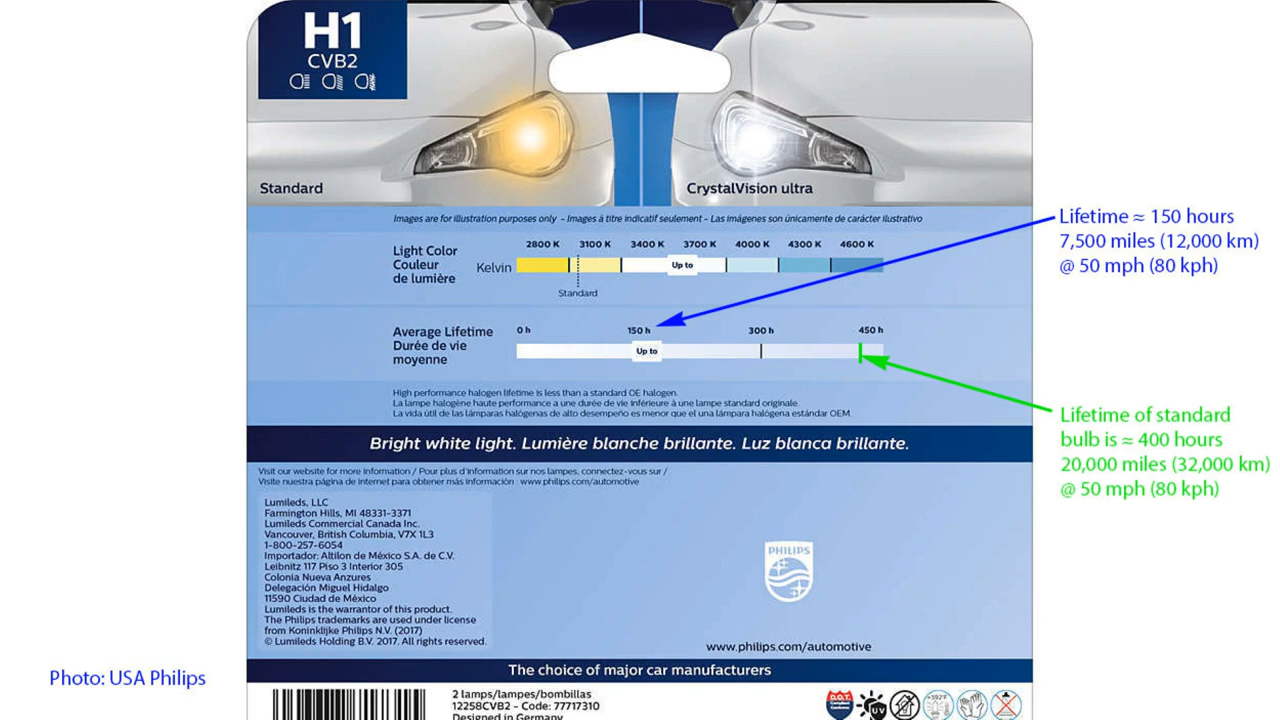 H1
CVB2
Standard
CrystalVision ultra
Images are for illustration purposes only - Images à titre indicatif seulement - Las imágenes son únicamente de carácter ilustrativo
Light Color
Couleur
de lumière
Kelvin
2800 K 3100 K 3400 K 3700 K 4000 K 4300 K 4600 K
Up to
Standard
Average Lifetime
Durée de vie
moyenne
0 h 150 h 300 h 450 h
Up to
High performance halogen lifetime is less than a standard OE halogen.
La lampe halogène haute performance a une durée de vie inférieure à une lampe standard originale.
La vida útil de las lámparas halógenas de alto desempeño es menor que el una lámpara halógena estándar OEM.
Bright white light. Lumière blanche brillante. Luz blanca brillante.
Visit our website for more information / Pour plus d'information sur nos lampes, connectez-vous sur /
Visite nuestra página de Internet para obtener más información : www.philips.com/automotive
Lumileds, LLC
Farmington Hills, MI 48331-3371
Lumileds Commercial Canada Inc.
Vancouver, British Columbia, V7X 1L3
1-800-257-6054
Importador: Altilon de México S.A. de C.V.
Leibnitz 117 Piso 3 Interior 305
Colonia Nueva Anzures
Delegación Miguel Hidalgo
11590 Ciudad de México
Lumileds is the warrantor of this product.
The Philips trademarks are used under license
from Koninklijke Philips N.V. (2017)
© Lumileds Holding B.V. 2017. All rights reserved.
PHILIPS
www.philips.com/automotive
The choice of major car manufacturers
2 lamps/lampes/bombillas
12258CVB2 - Code: 77717310
Designed in Germany
D.O.T.
UV
Lifetime ≈ 150 hours
7,500 miles (12,000 km)
@ 50 mph (80 kph)
Lifetime of standard
bulb is ≈ 400 hours
20,000 miles (32,000 km)
@ 50 mph (80 kph)
Photo: USA Philips